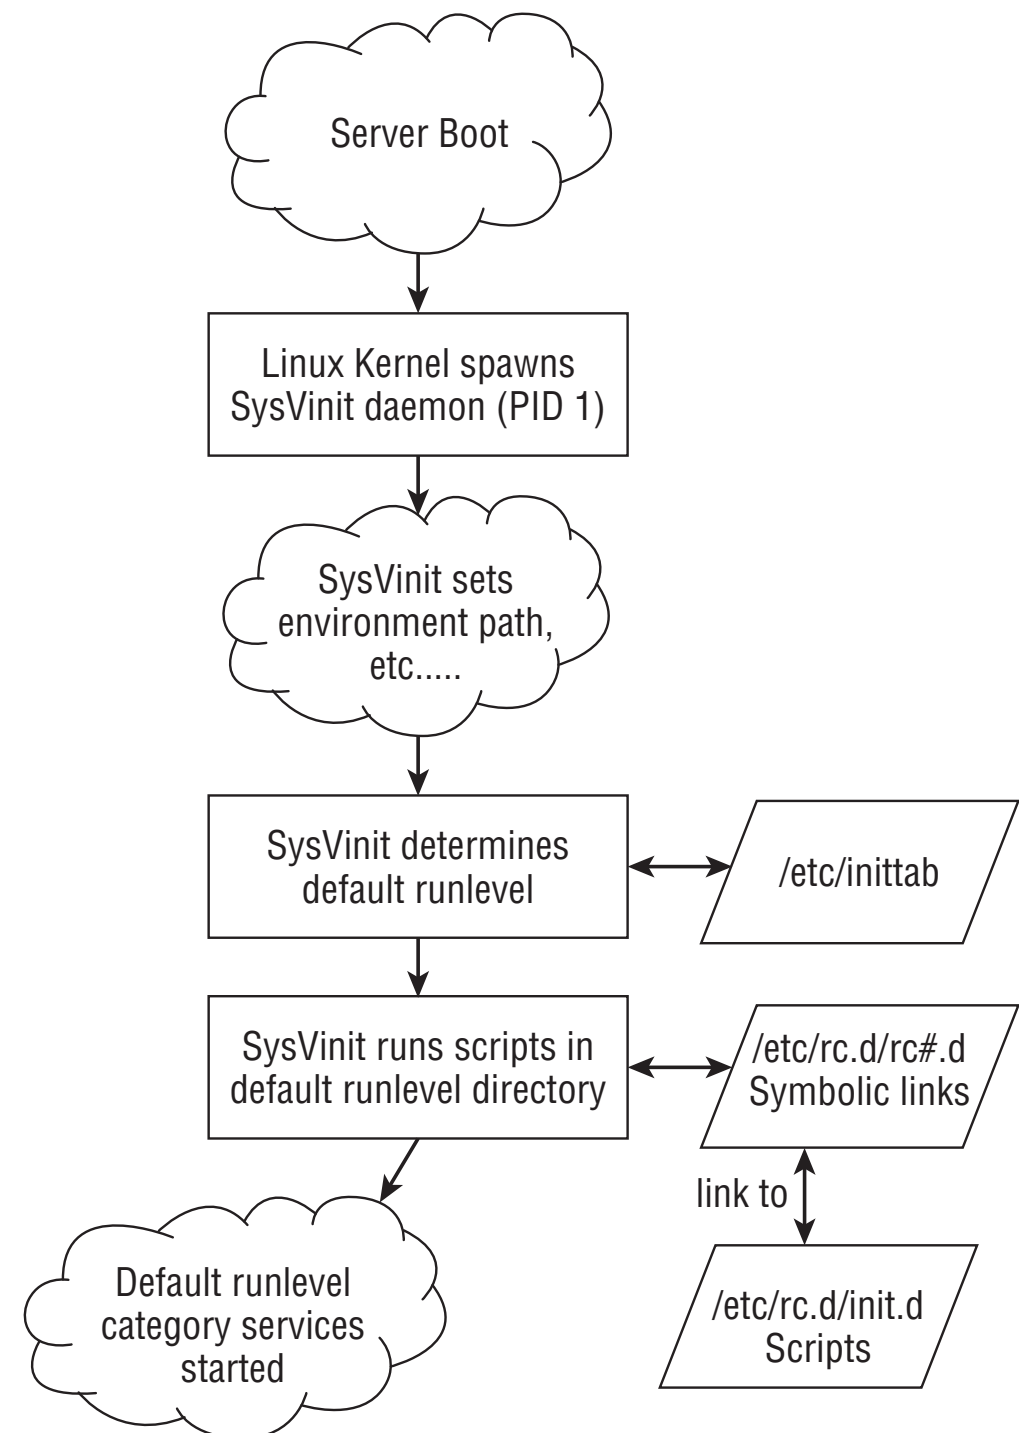 Server Boot
Linux Kernel spawns
SysVinit daemon (PID 1)
SysVinit sets
environment path,
etc.....
SysVinit determines
default runlevel
/etc/inittab
SysVinit runs scripts in
default runlevel directory
/etc/rc.d/rc#.d
Symbolic links
link to
Default runlevel
category services
started
/etc/rc.d/init.d
Scripts